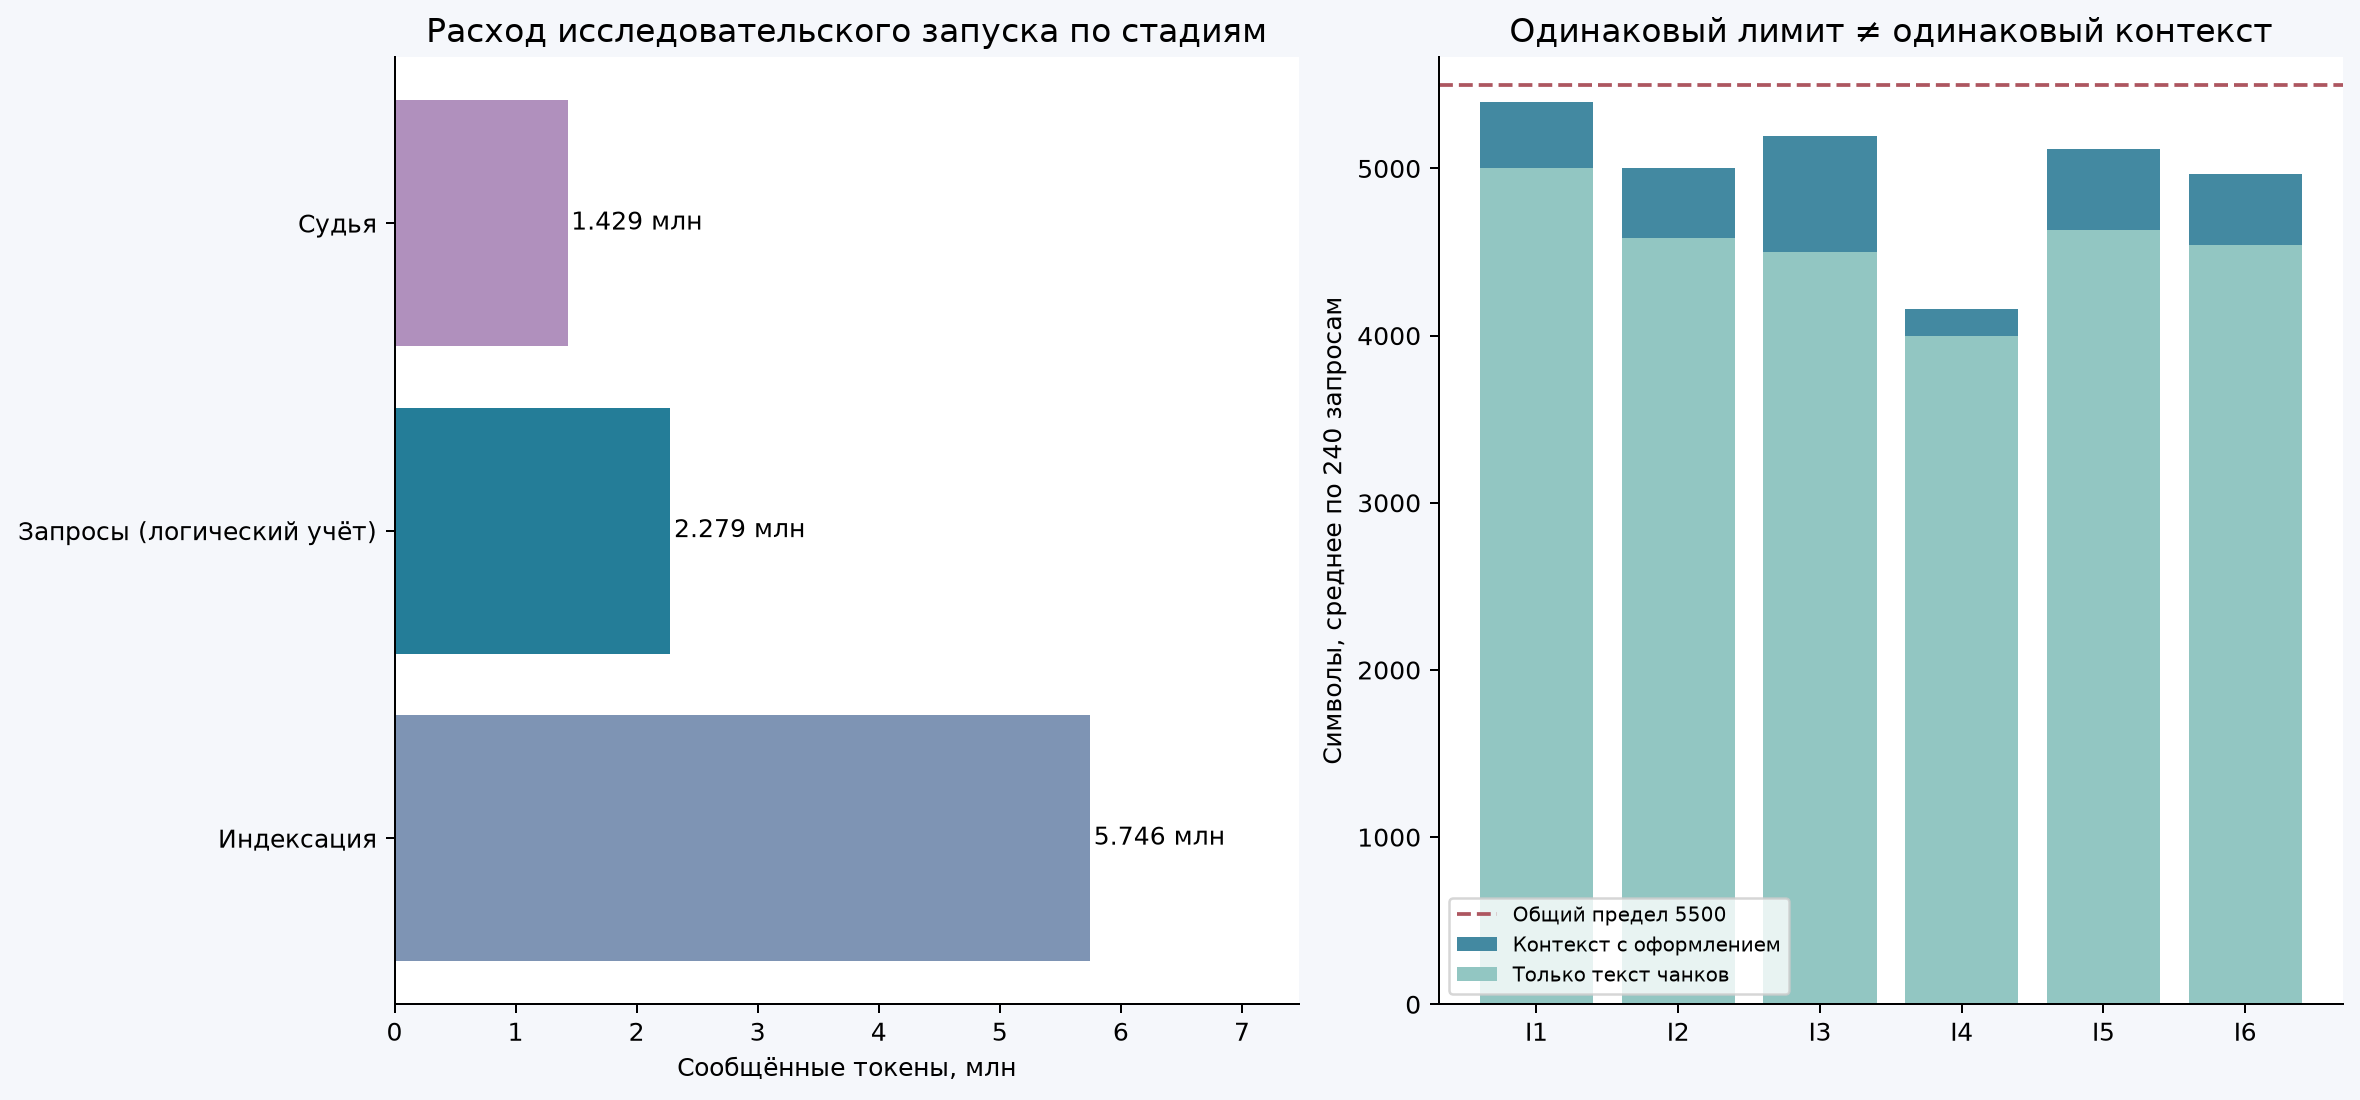 Расход исследовательского запуска по стадиям
Судья
1.429 млн
Запросы (логический учёт)
2.279 млн
Индексация
5.746 млн
0 1 2 3 4 5 6 7
Сообщённые токены, млн
Одинаковый лимит ≠ одинаковый контекст
Символы, среднее по 240 запросам
5000
4000
3000
2000
1000
0
Общий предел 5500
Контекст с оформлением
Только текст чанков
I1 I2 I3 I4 I5 I6